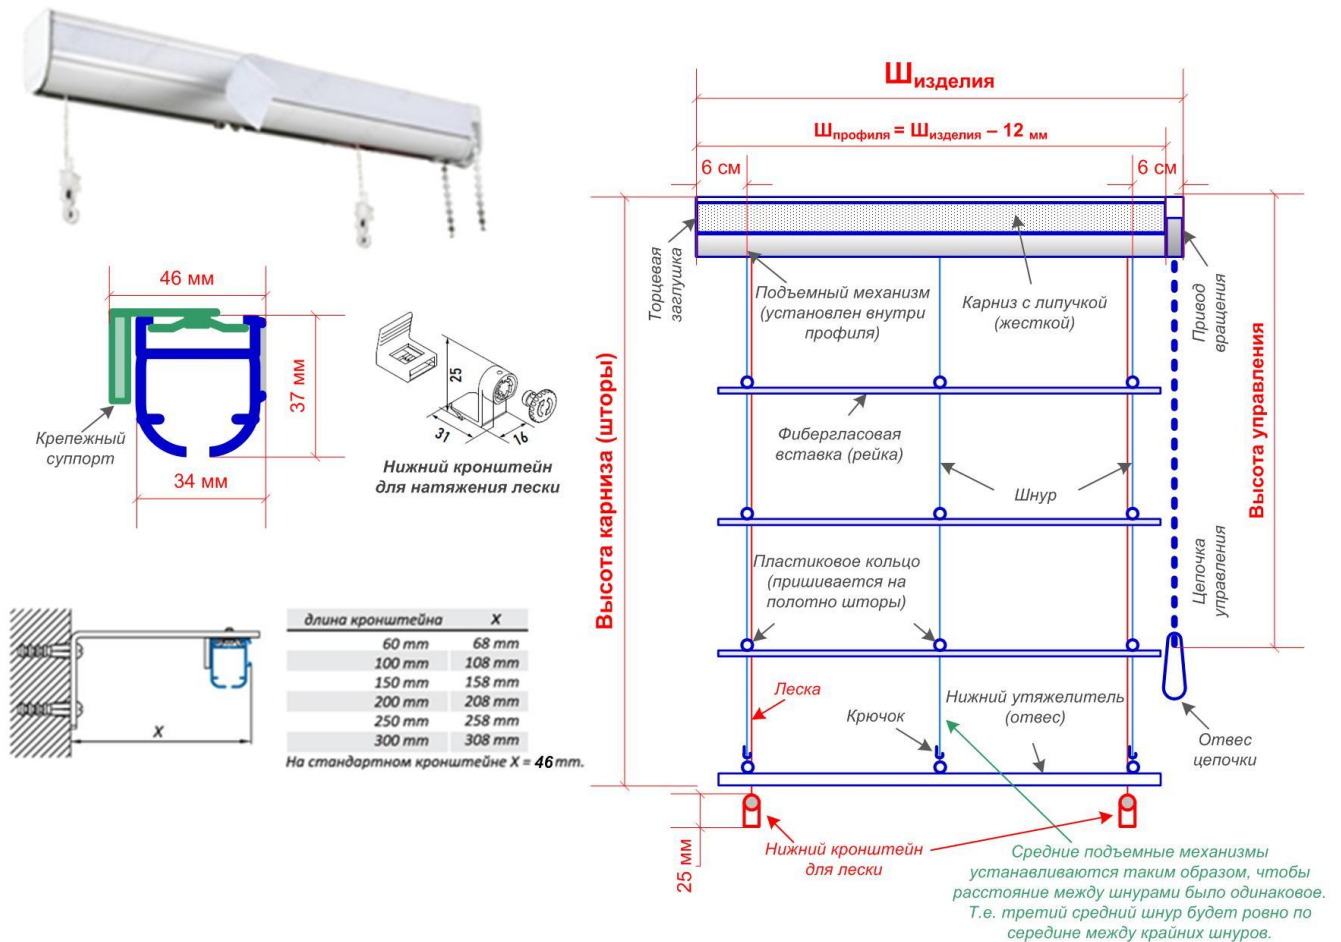 Шизделия
Шпрофиля = Шизделия – 12 мм
6 см
6 см
Торцевая
заглушка
Подъемный механизм
(установлен внутри
профиля)
Карниз с липучкой
(жесткой)
Привод
вращения
46 мм
37 мм
34 мм
Крепежный
суппорт
25
31
16
Нижний кронштейн
для натяжения лески
Высота карниза (шторы)
Высота управления
Фибергласовая
вставка (рейка)
Шнур
Пластиковое кольцо
(пришивается на
полотно шторы)
Цепочка
управления
Леска
Крючок
Нижний утяжелитель
(отвес)
Отвес
цепочки
длина кронштейна X
60 mm 68 mm
100 mm 108 mm
150 mm 158 mm
200 mm 208 mm
250 mm 258 mm
300 mm 308 mm
На стандартном кронштейне X = 46 mm.
X
25 мм
Нижний кронштейн
для лески
Средние подъемные механизмы
устанавливаются таким образом, чтобы
расстояние между шнурами было одинаковое.
Т.е. третий средний шнур будет ровно по
середине между крайних шнуров.